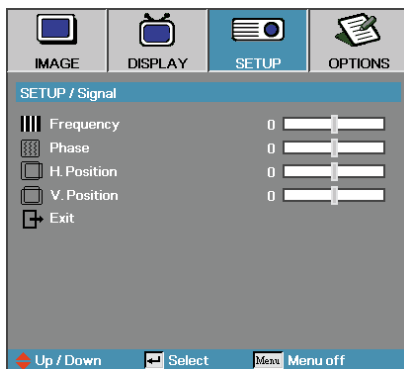 IMAGE DISPLAY SETUP OPTIONS
SETUP / Signal
Frequency 0
Phase 0
H. Position 0
V. Position 0
Exit
Up / Down Select Menu Menu off